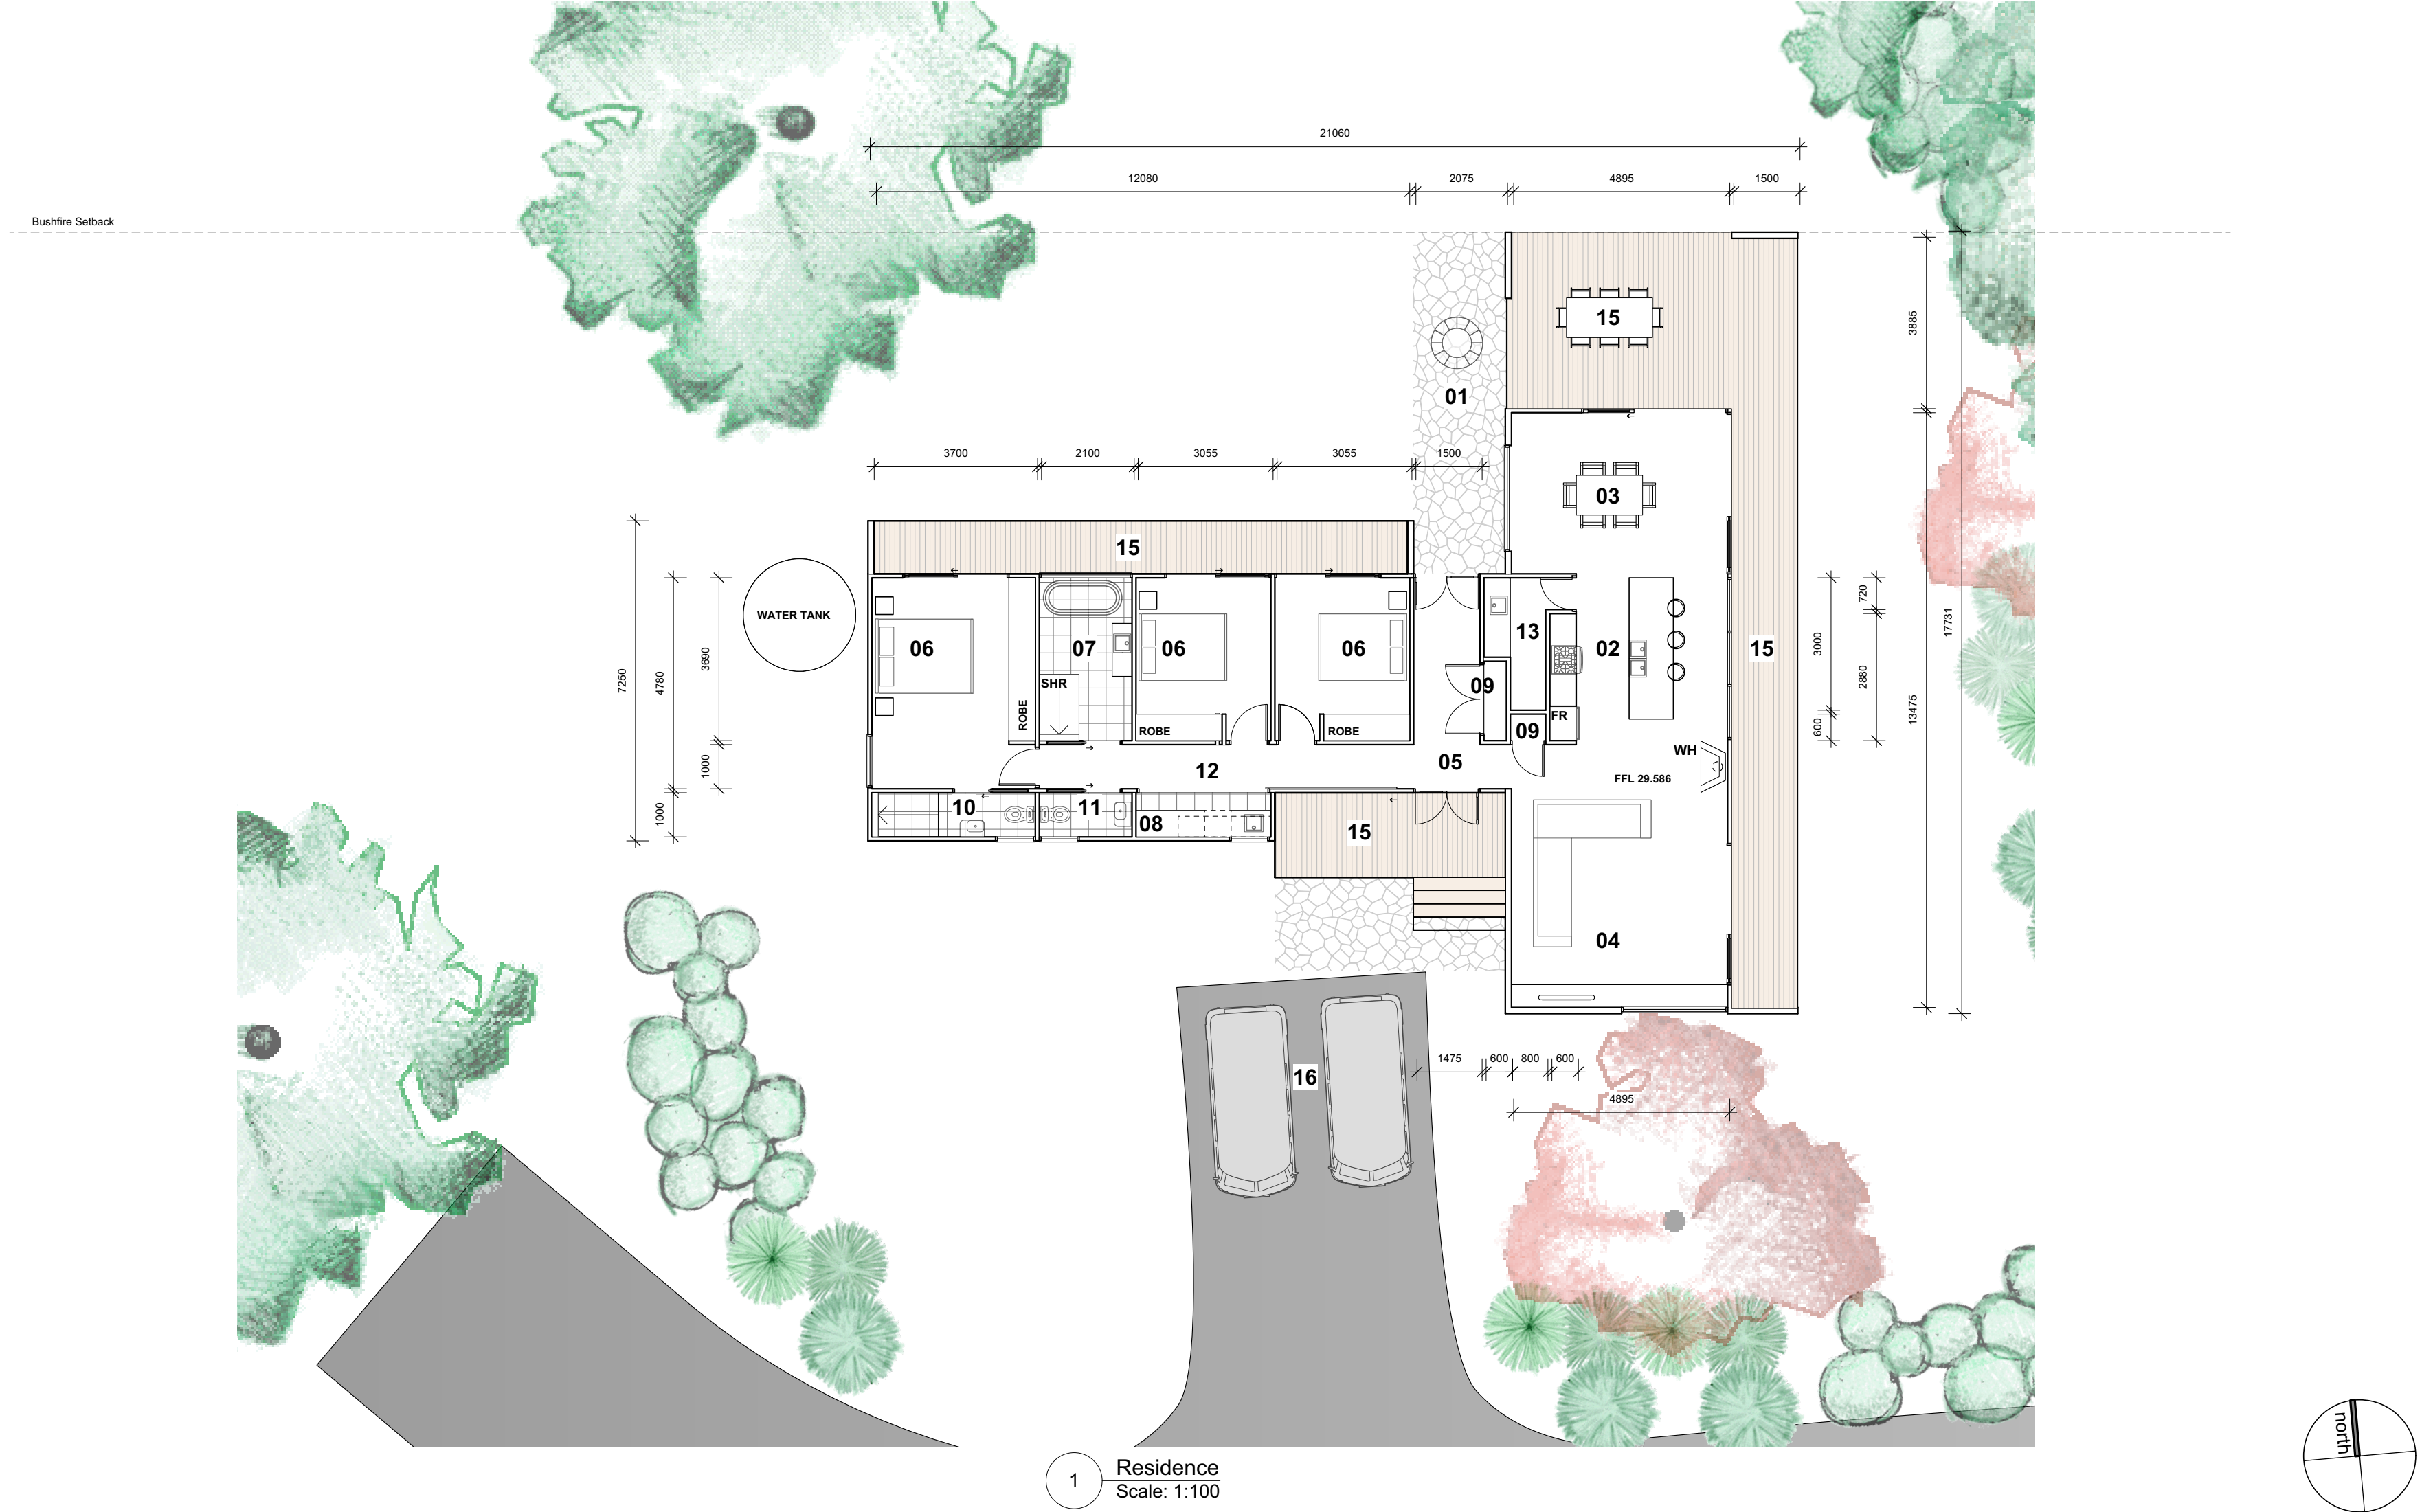 21060
12080 2075 4895 1500
Bushfire Setback
15
3885
01
3700 2100 3055 3055 1500
03
15
WATER TANK
7250
4780
3690
1000
1000
06
07
06
06
13
02
15
3000
720
17731
2880
600
13475
SHR
09
ROBE
ROBE
ROBE
FR
09
WH
12
05
FFL 29.586
10
11
08
15
04
1475 600 800 600
16
4895
1
Residence
Scale: 1:100
north